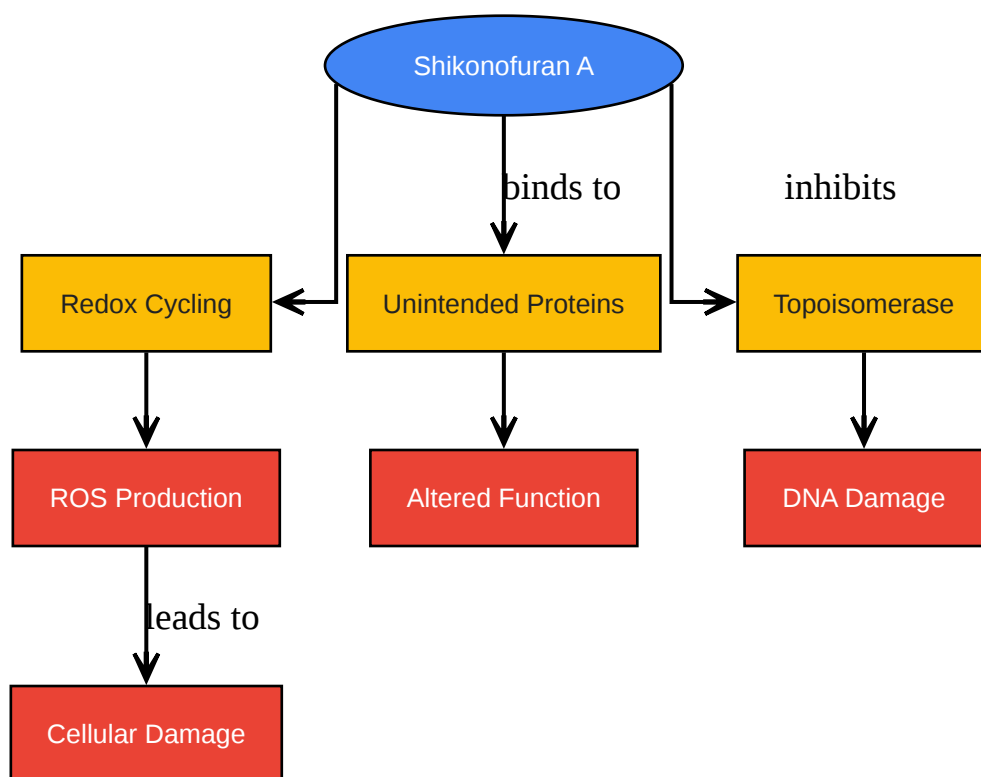 Shikonofuran A
binds to
inhibits
Redox Cycling
Unintended Proteins
Topoisomerase
ROS Production
Altered Function
DNA Damage
leads to
Cellular Damage